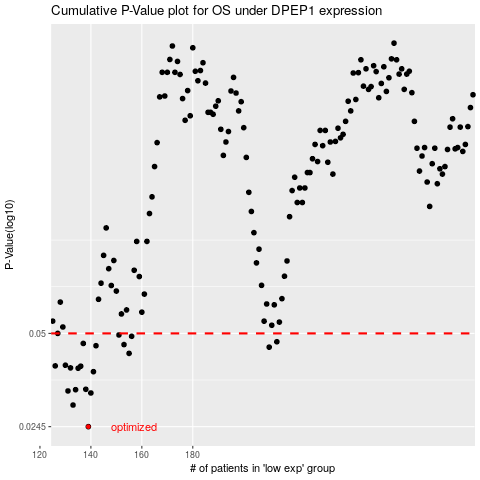 Cumulative P-Value plot for OS under DPEP1 expression
P-Value(log10)
0.05
0.0245
optimized
120 140 160 180
# of patients in 'low exp' group